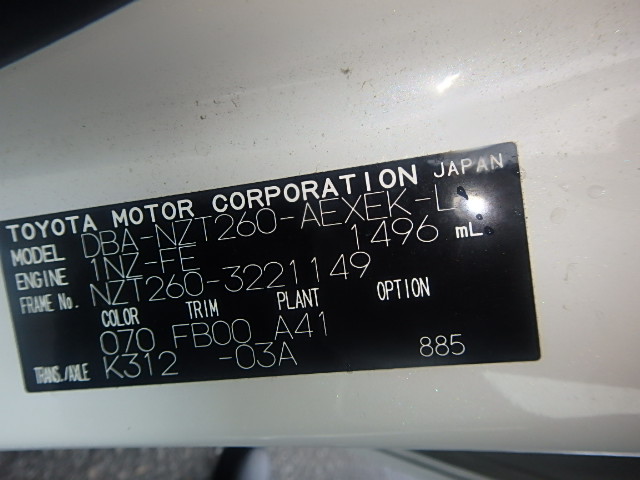 TOYOTA MOTOR CORPORATION JAPAN
MODEL DBA-NZT260-AEXEK-L
ENGINE 1NZ-FE 1496 mL
FRAME No. NZT260-3221149
COLOR TRIM PLANT OPTION
070 FB00 A41
TRANS./AXLE K312 -03A 885